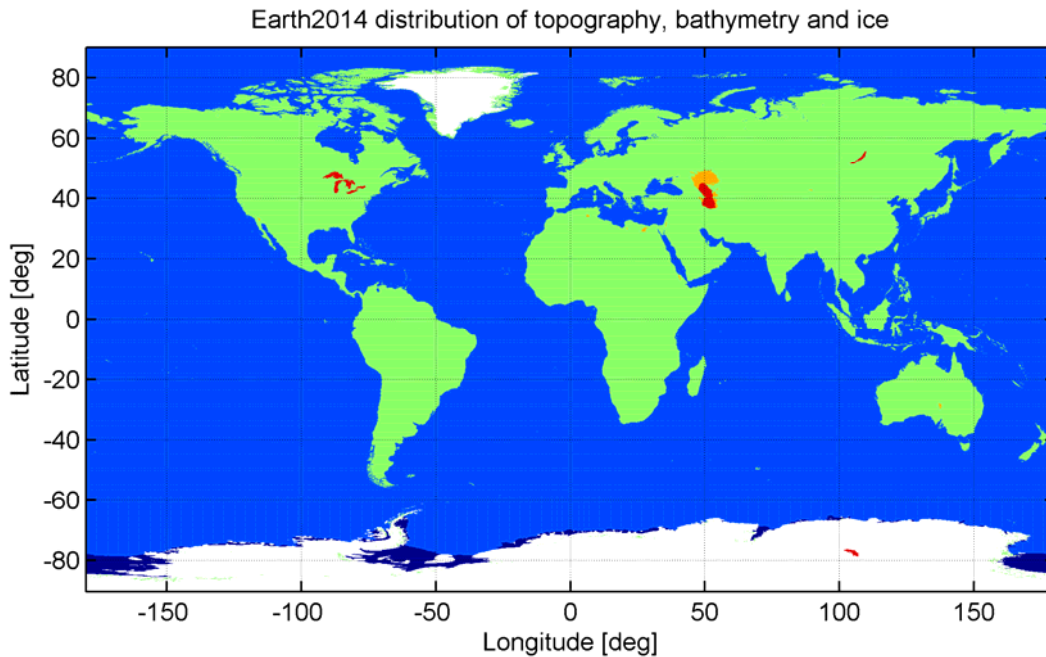 Earth2014 distribution of topography, bathymetry and ice
80
60
40
20
0
-20
-40
-60
-80
Latitude [deg]
-150 -100 -50 0 50 100 150
Longitude [deg]